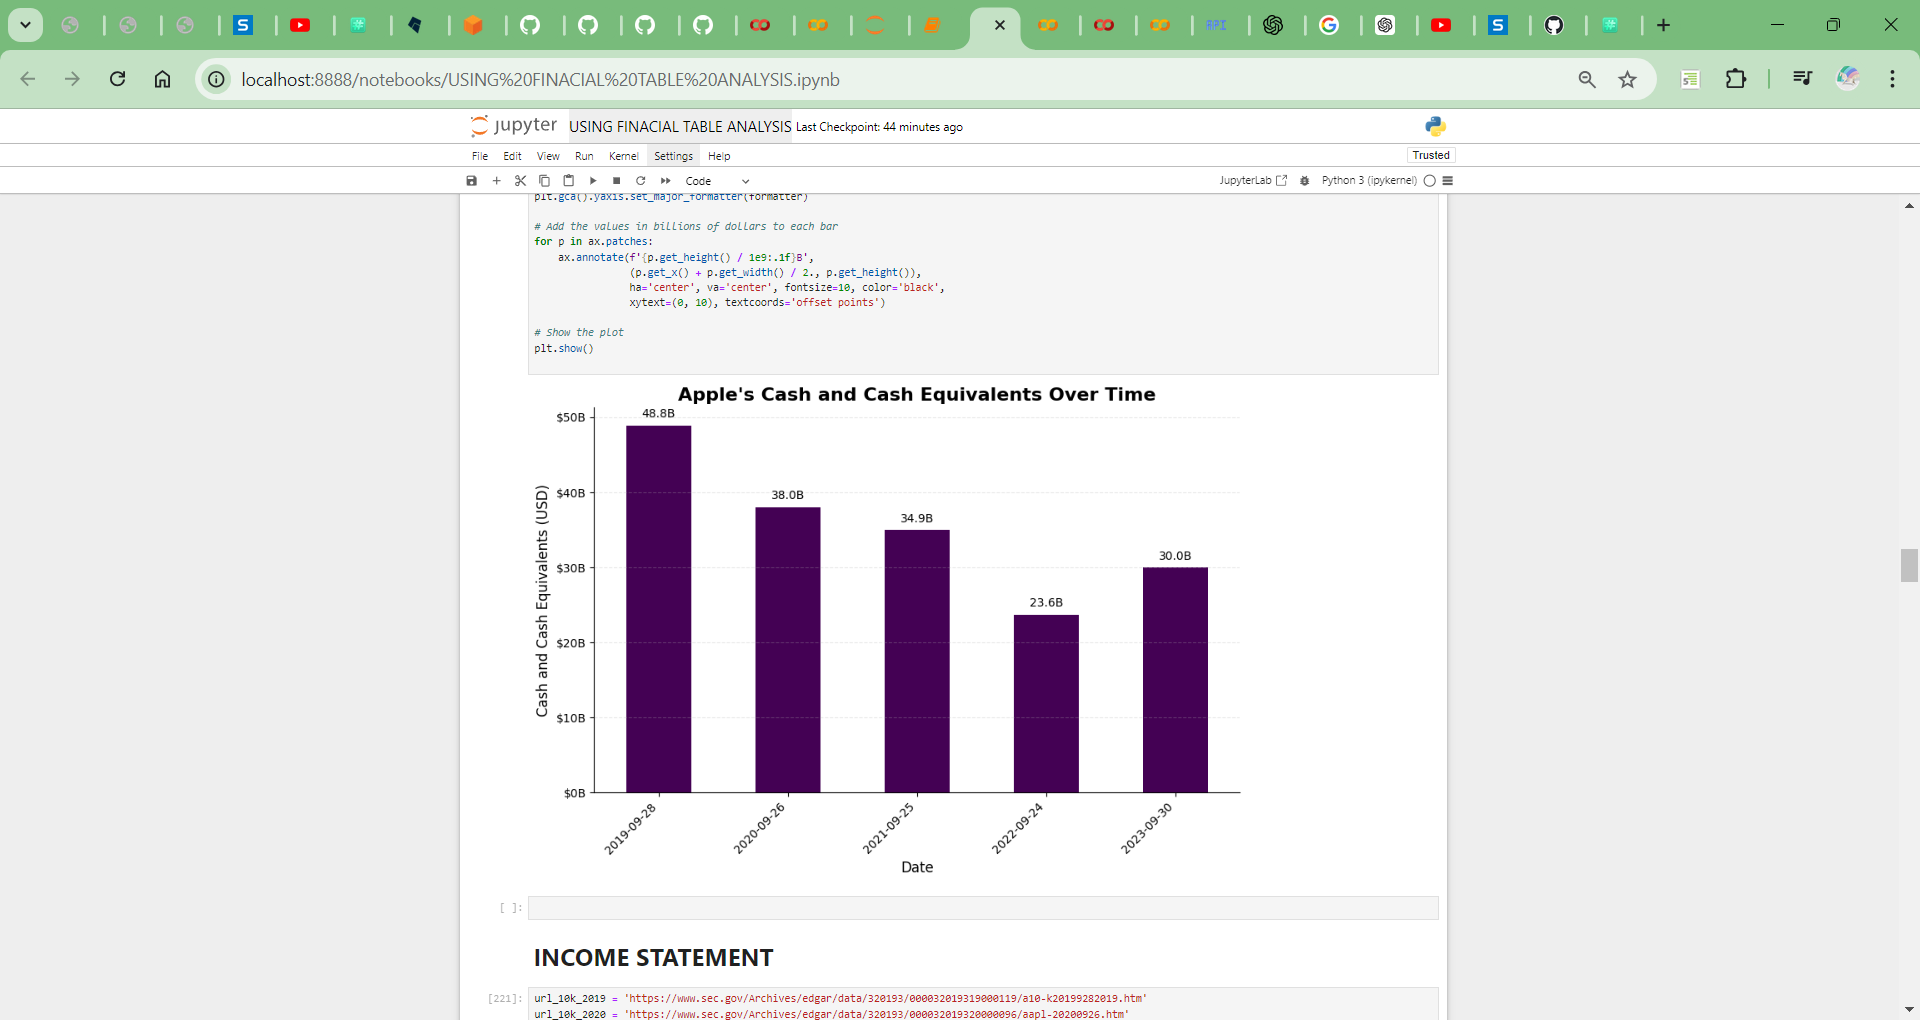 localhost:8888/notebooks/USING%20FINACIAL%20TABLE%20ANALYSIS.ipynb
jupyter USING FINACIAL TABLE ANALYSIS Last Checkpoint: 44 minutes ago
File Edit View Run Kernel Settings Help
Trusted
Code
JupyterLab
Python 3 (ipykernel)
plt.gca().yaxis.set_major_formatter(formatter)
# Add the values in billions of dollars to each bar
for p in ax.patches:
ax.annotate(f'{p.get_height() / 1e9:.1f}B',
(p.get_x() + p.get_width() / 2., p.get_height()),
ha='center', va='center', fontsize=10, color='black',
xytext=(0, 10), textcoords='offset points')
# Show the plot
plt.show()
Apple's Cash and Cash Equivalents Over Time
Cash and Cash Equivalents (USD)
$50B
$40B
$30B
$20B
$10B
$0B
48.8B
38.0B
34.9B
23.6B
30.0B
2019-09-28
2020-09-26
2021-09-25
2022-09-24
2023-09-30
Date
[ ]:
INCOME STATEMENT
[221]:
url_10k_2019 = 'https://www.sec.gov/Archives/edgar/data/320193/000032019319000119/a10-k20199282019.htm'
url_10k_2020 = 'https://www.sec.gov/Archives/edgar/data/320193/000032019320000096/aapl-20200926.htm'